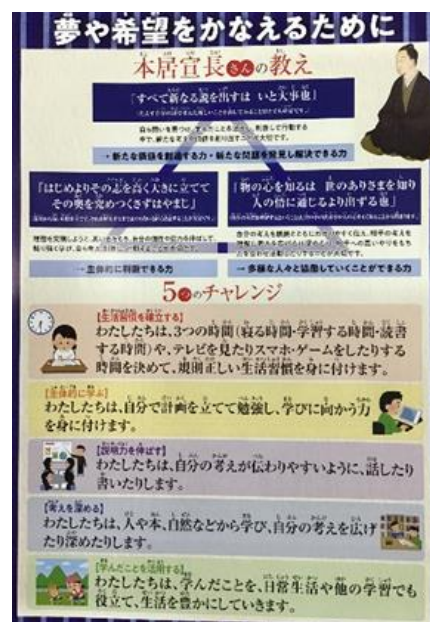 夢や希望をかなえるために
本居宣長さんの教え
「すべて新なる説を出すは いと大事也」
→新たな価値を創造する力・新たな問題を発見し解決できる力
「はじめよりその志を高く大きに立てて
その奥を究めつくさずはやまじ」
「物の心を知るは 世のありさまを知り
人の情に通じるより出ずる也」
→主体的に判断できる力
→多様な人々と協働していくことができる力
5つのチャレンジ
【生活習慣を確立する】
わたしたちは、3つの時間(寝る時間・学習する時間・読書
する時間)や、テレビを見たりスマホ・ゲームをしたりする
時間を決めて、規則正しい生活習慣を身に付けます。
【主体的に学ぶ】
わたしたちは、自分で計画を立てて勉強し、学びに向かう力
を身に付けます。
【説明力を伸ばす】
わたしたちは、自分の考えが伝わりやすいように、話したり
書いたりします。
【考えを深める】
わたしたちは、人や本、自然などから学び、自分の考えを広げ
たり深めたりします。
【学んだことを活用する】
わたしたちは、学んだことを、日常生活や他の学習でも
役立て、生活を豊かにしていきます。